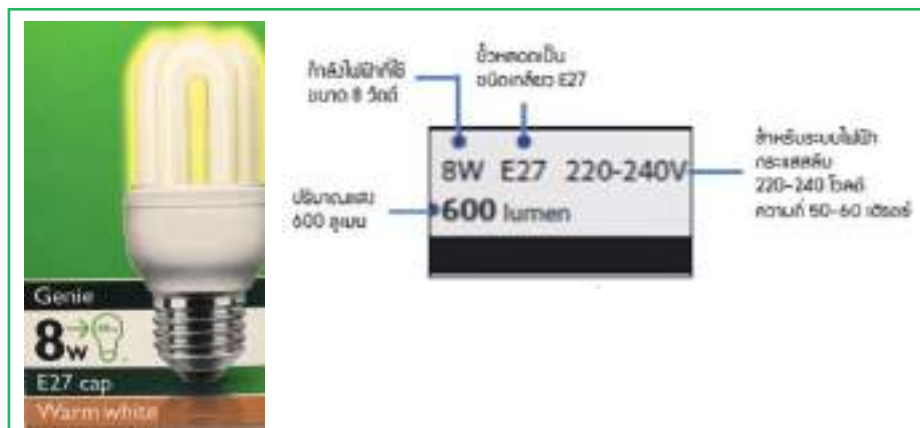 Genie
8w
E27 cap
Warm white
กำลังไฟฟ้าที่ใช้
ขนาด 8 วัตต์
ขั้วหลอดเป็น
ชนิดเกลียว E27
8W E27 220-240V
600 lumen
ปริมาณแสง
600 ลูเมน
สำหรับระบบไฟฟ้า
กระแสสลับ
220-240 โวลต์
ความถี่ 50-60 เฮิรตซ์